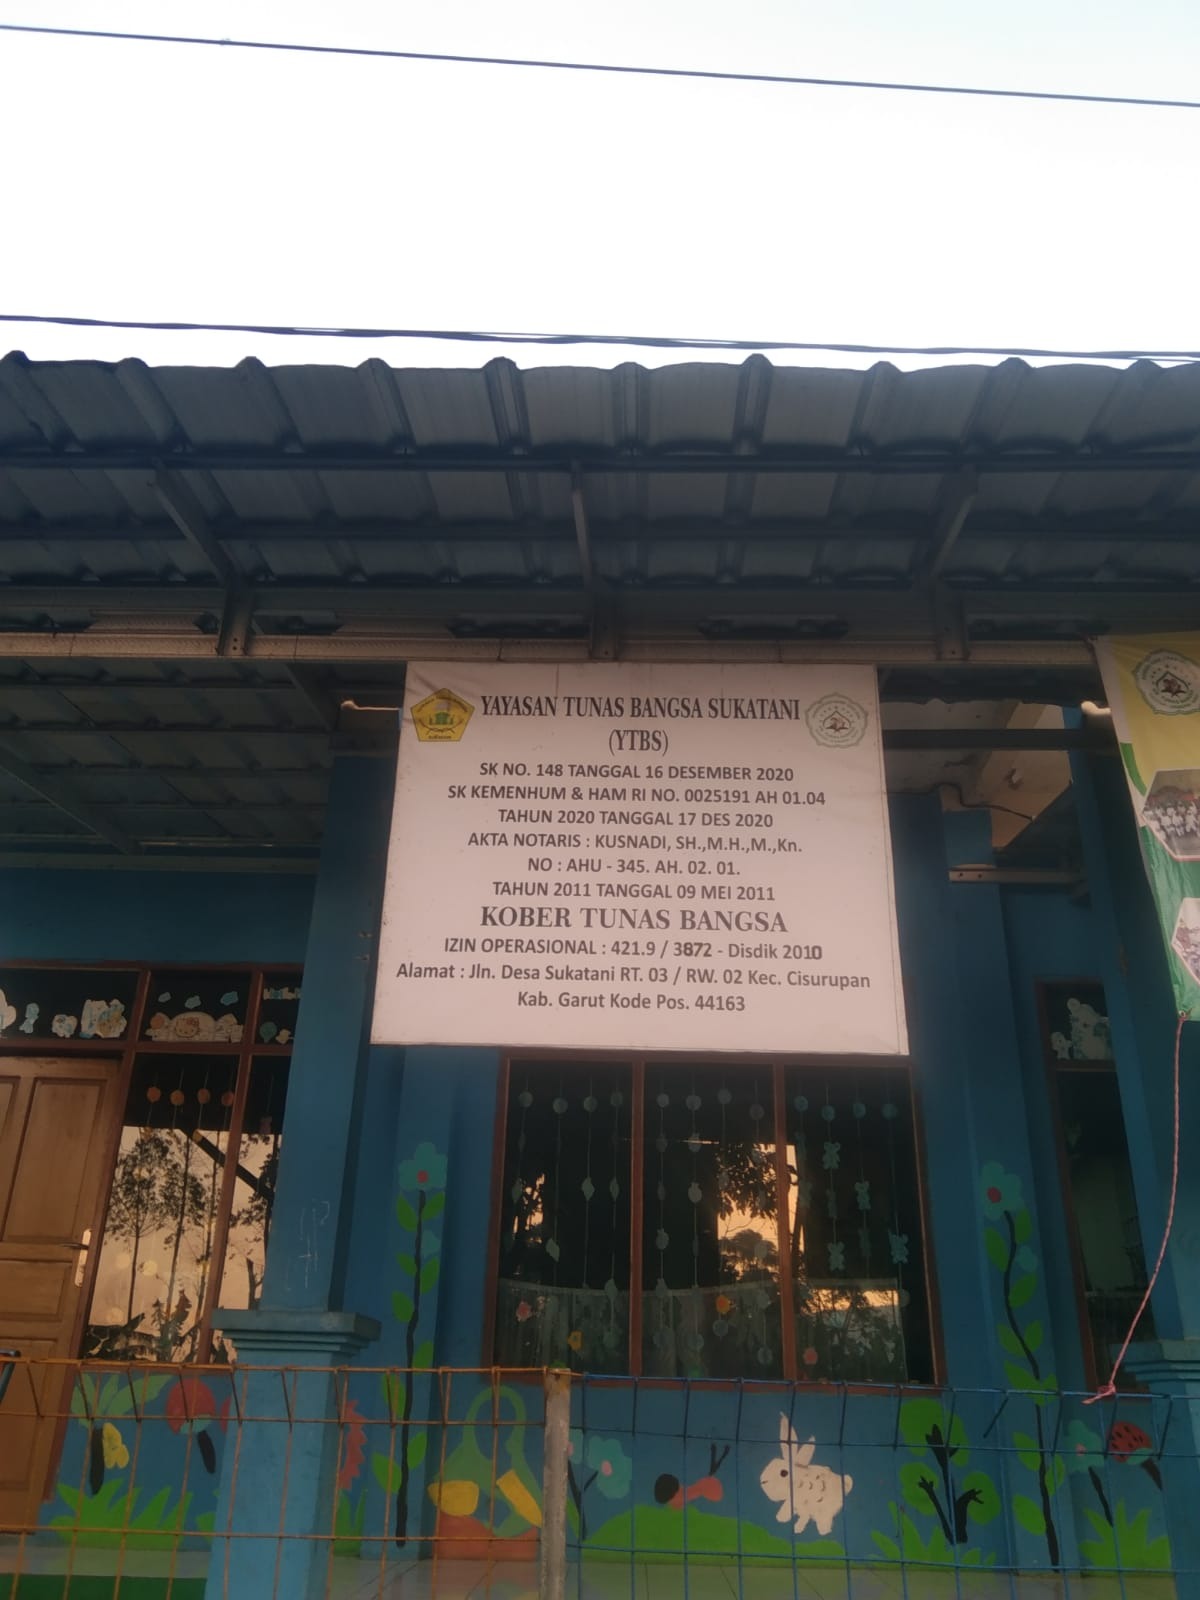 YAYASAN TUNAS BANGSA SUKATANI
(YTBS)
SK NO. 148 TANGGAL 16 DESEMBER 2020
SK KEMENHUM & HAM RI NO. 0025191 AH 01.04
TAHUN 2020 TANGGAL 17 DES 2020
AKTA NOTARIS : KUSNADI, SH.,M.H.,M.,Kn.
NO : AHU - 345. AH. 02. 01.
TAHUN 2011 TANGGAL 09 MEI 2011
KOBER TUNAS BANGSA
IZIN OPERASIONAL : 421.9 / 3872 - Disdik 2010
Alamat : Jln. Desa Sukatani RT. 03 / RW. 02 Kec. Cisurupan
Kab. Garut Kode Pos. 44163